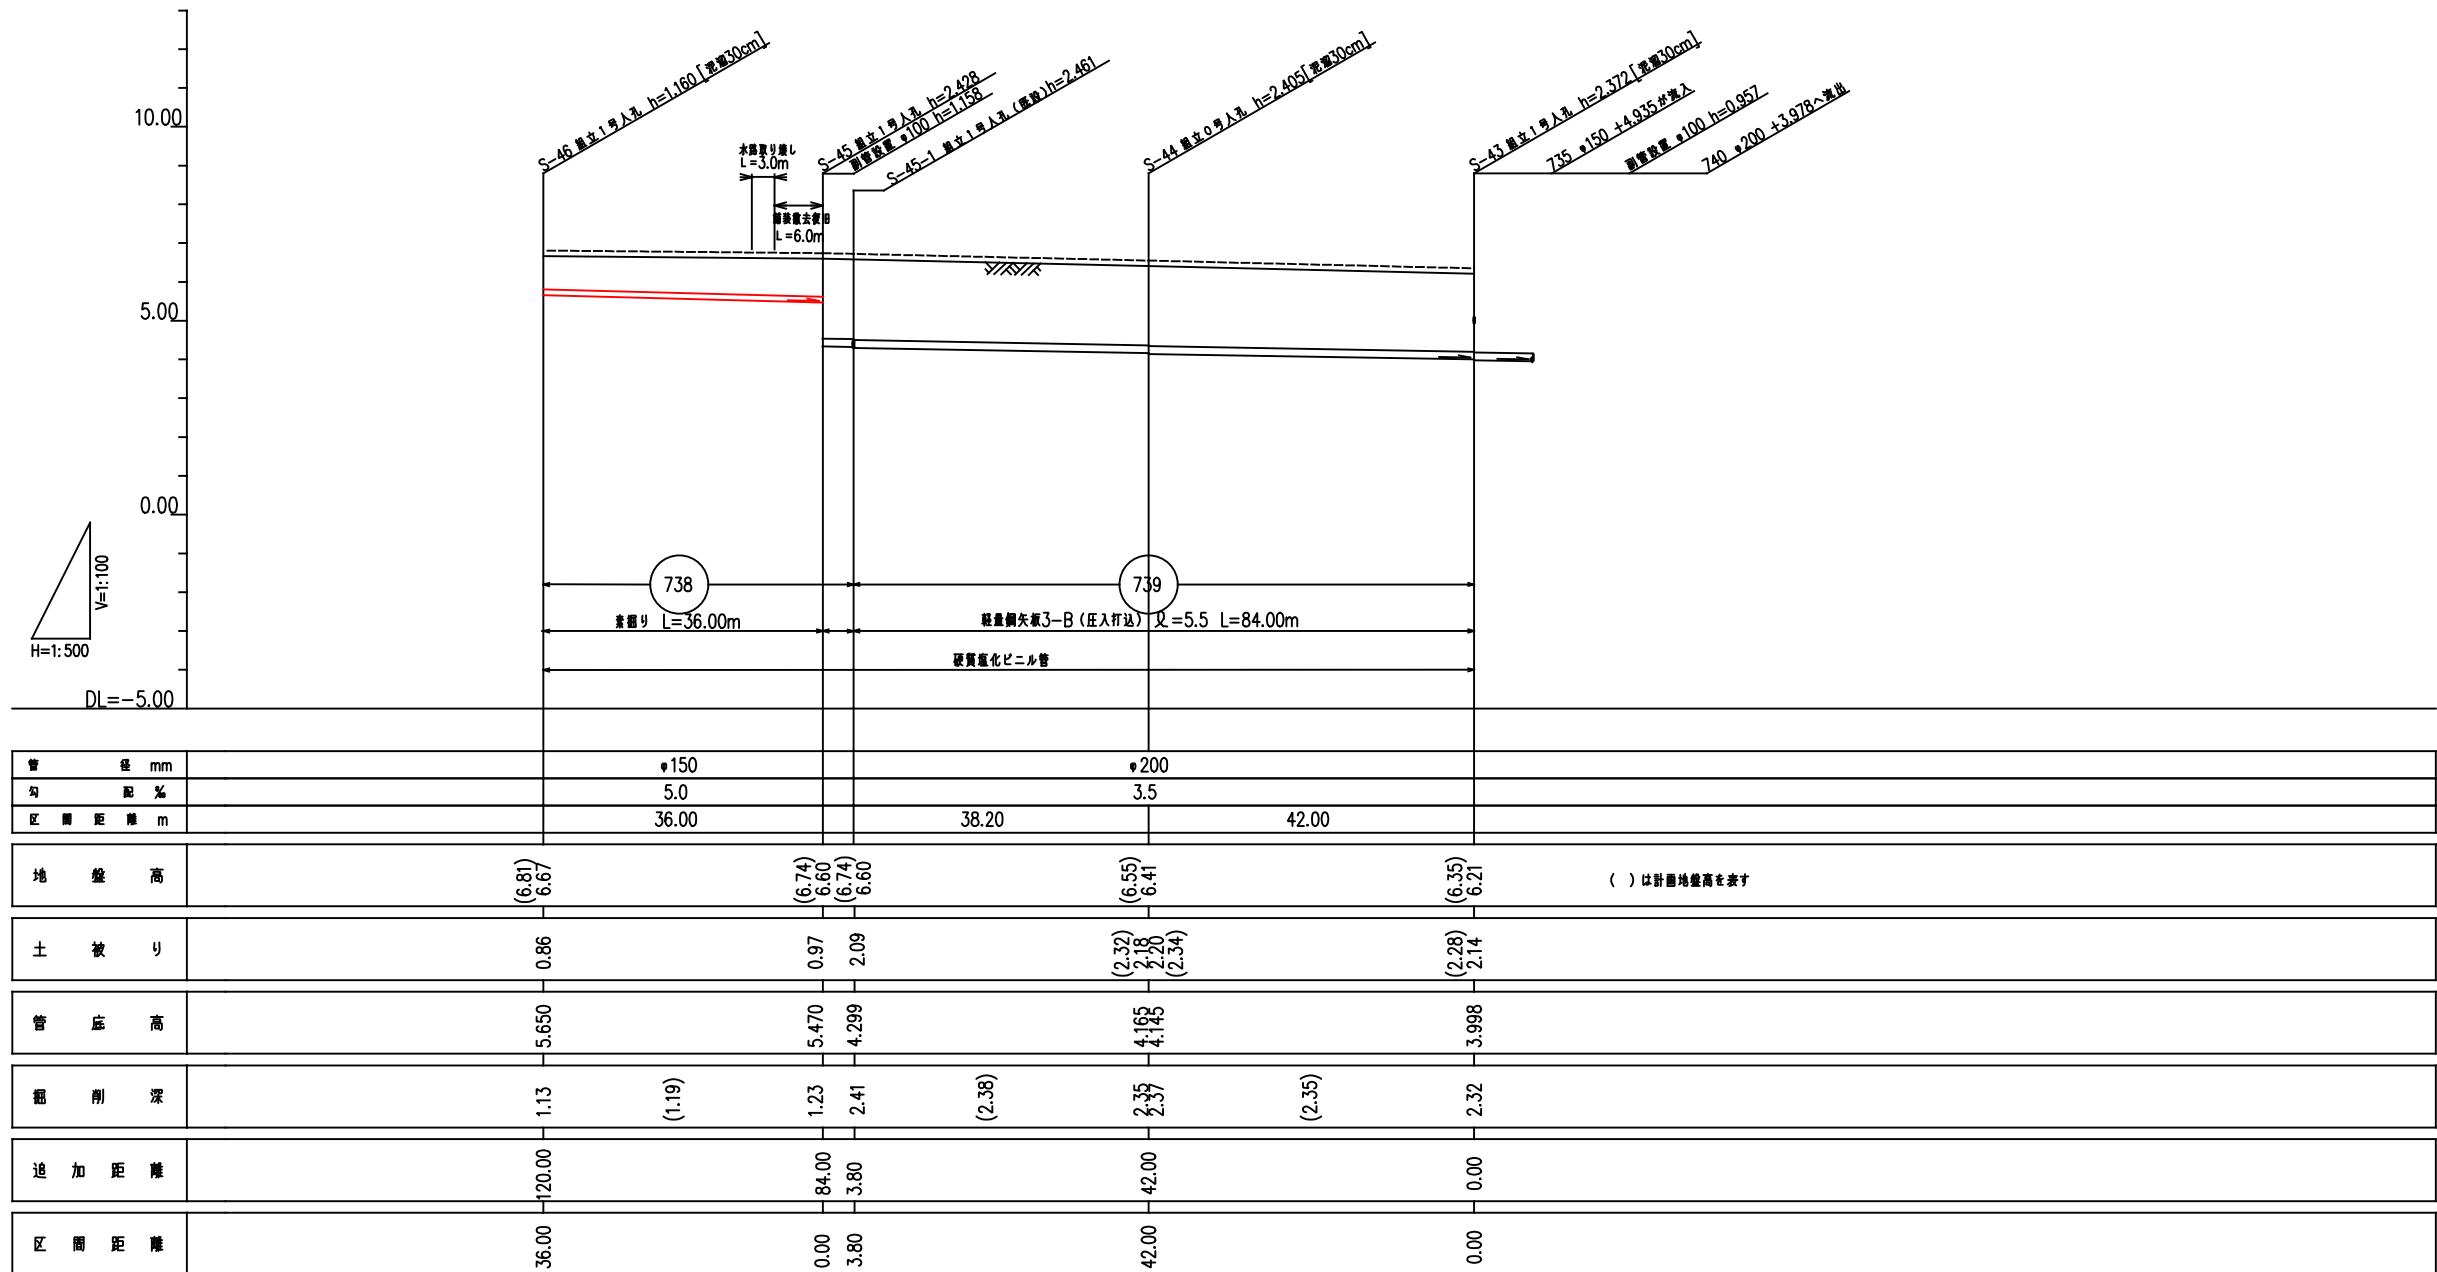 S-46 組立1号人孔 h=1.160[泥溜30cm]
S-45 組立1号人孔 h=2.428
副管設置 φ100 h=1.158
S-45-1 組立1号人孔(既設)h=2.461
S-44 組立0号人孔 h=2.405[泥溜30cm]
S-43 組立1号人孔 h=2.372[泥溜30cm]
735 φ150 +4.935が流入
副管設置 φ100 h=0.957
740 φ200 +3.978へ流出
水路取り壊し
L=3.0m
舗装撤去復旧
L=6.0m
10.00
5.00
0.00
DL=-5.00
V=1:100
H=1:500
738
739
素掘り L=36.00m
軽量鋼矢板3-B(圧入打込) ℓ=5.5 L=84.00m
硬質塩化ビニル管
管径 mm φ150 φ200
勾配 ‰ 5.0 3.5
区間距離 m 36.00 38.20 42.00
地盤高 (6.81) 6.67 (6.74) 6.60 (6.74) 6.60 (6.55) 6.41 (6.35) 6.21 ( )は計画地盤高を表す
土被り 0.86 0.97 2.09 (2.32) 2.18 2.20 (2.34) (2.28) 2.14
管底高 5.650 5.470 4.299 4.165 4.145 3.998
掘削深 1.13 (1.19) 1.23 2.41 (2.38) 2.35 2.37 (2.35) 2.32
追加距離 120.00 84.00 3.80 42.00 0.00
区間距離 36.00 0.00 3.80 42.00 0.00